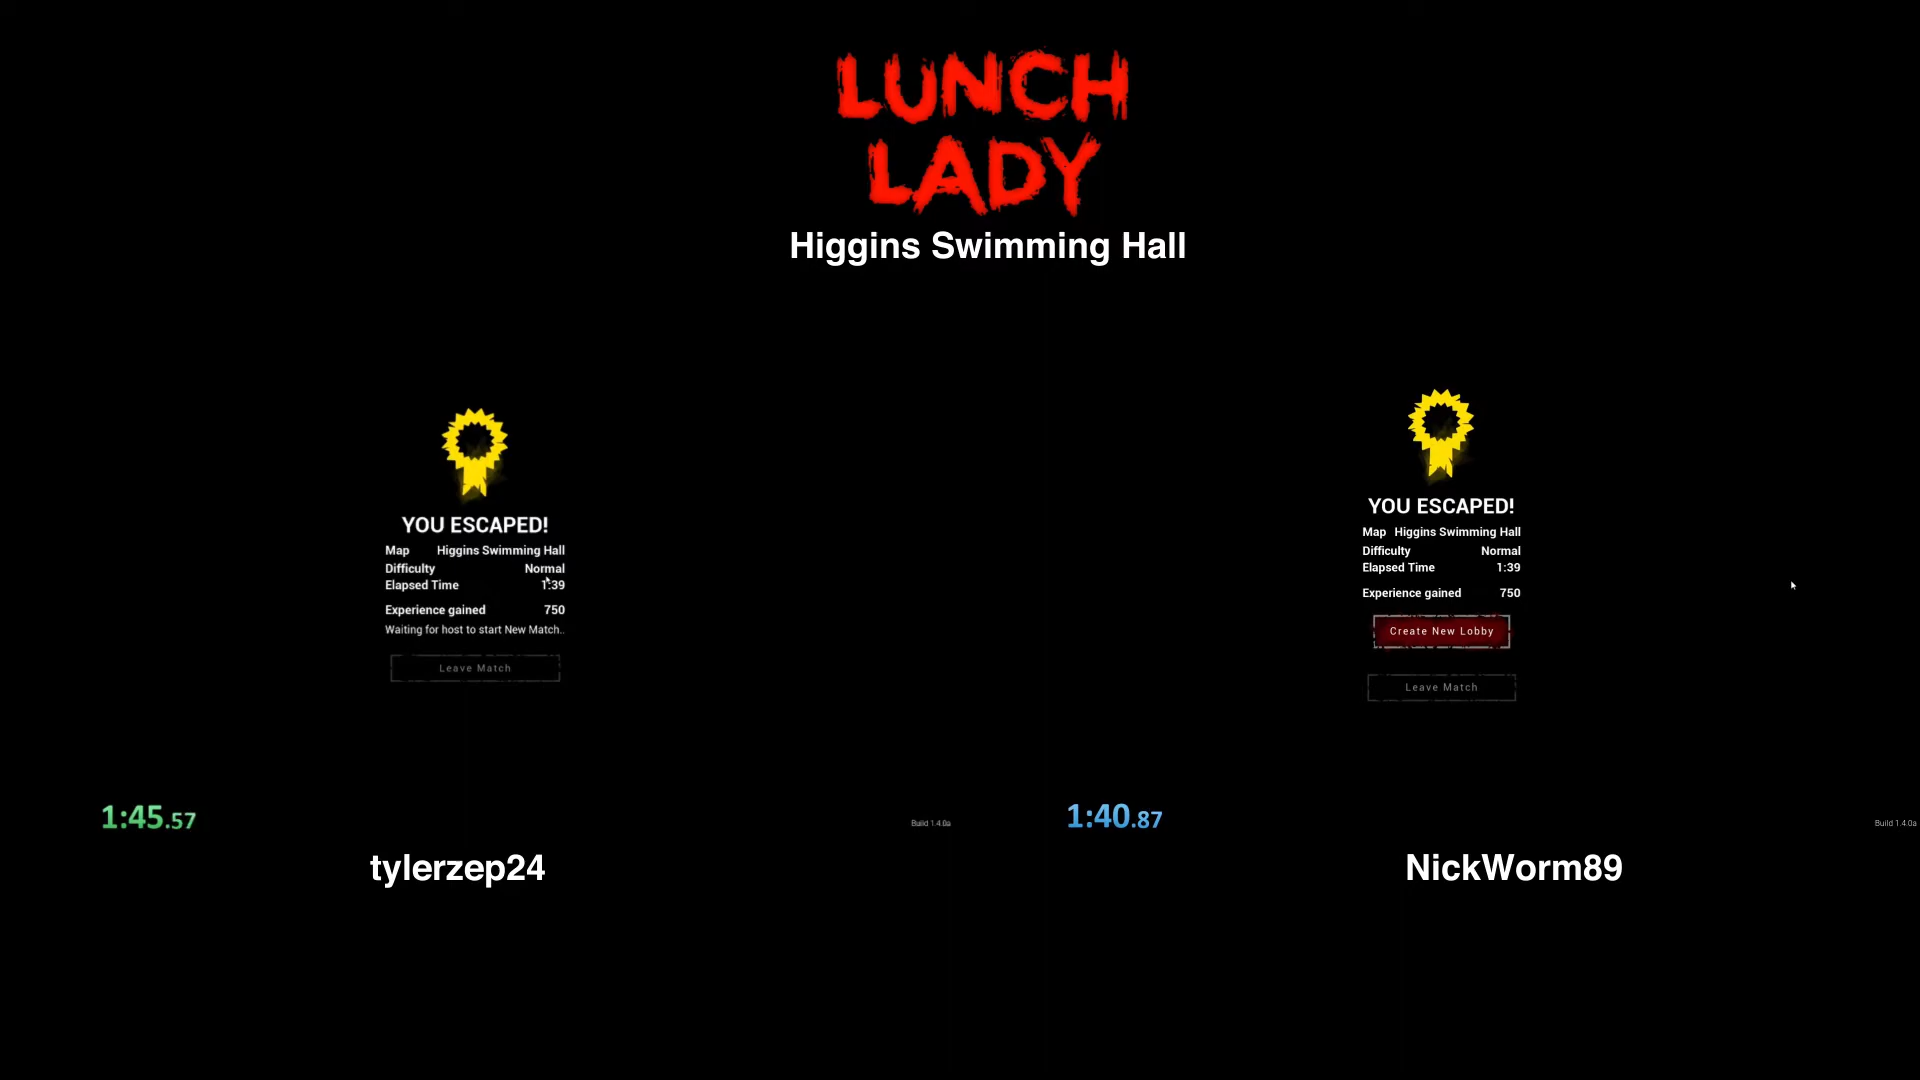 LUNCH
LADY
Higgins Swimming Hall
YOU ESCAPED!
Map Higgins Swimming Hall
Difficulty Normal
Elapsed Time 1:39
Experience gained 750
Waiting for host to start New Match..
Leave Match
1:45.57
Build 1.4.0a
tylerzep24
YOU ESCAPED!
Map Higgins Swimming Hall
Difficulty Normal
Elapsed Time 1:39
Experience gained 750
Create New Lobby
Leave Match
1:40.87
Build 1.4.0a
NickWorm89